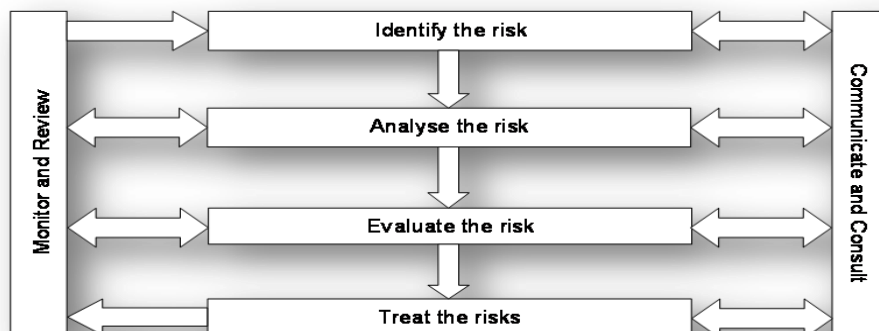 Identify the risk
Analyse the risk
Evaluate the risk
Treat the risks
Monitor and Review
Communicate and Consult